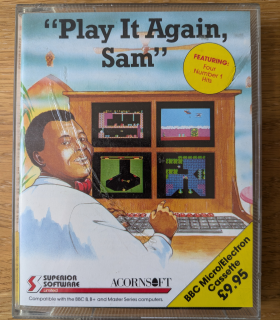 “Play It Again,
Sam”
FEATURING:
Four
Number 1
Hits
SUPERIOR
SOFTWARE
Limited
ACORNSOFT
Compatible with the BBC B, B+ and Master Series computers.
BBC Micro/Electron
Cassette
£9.95